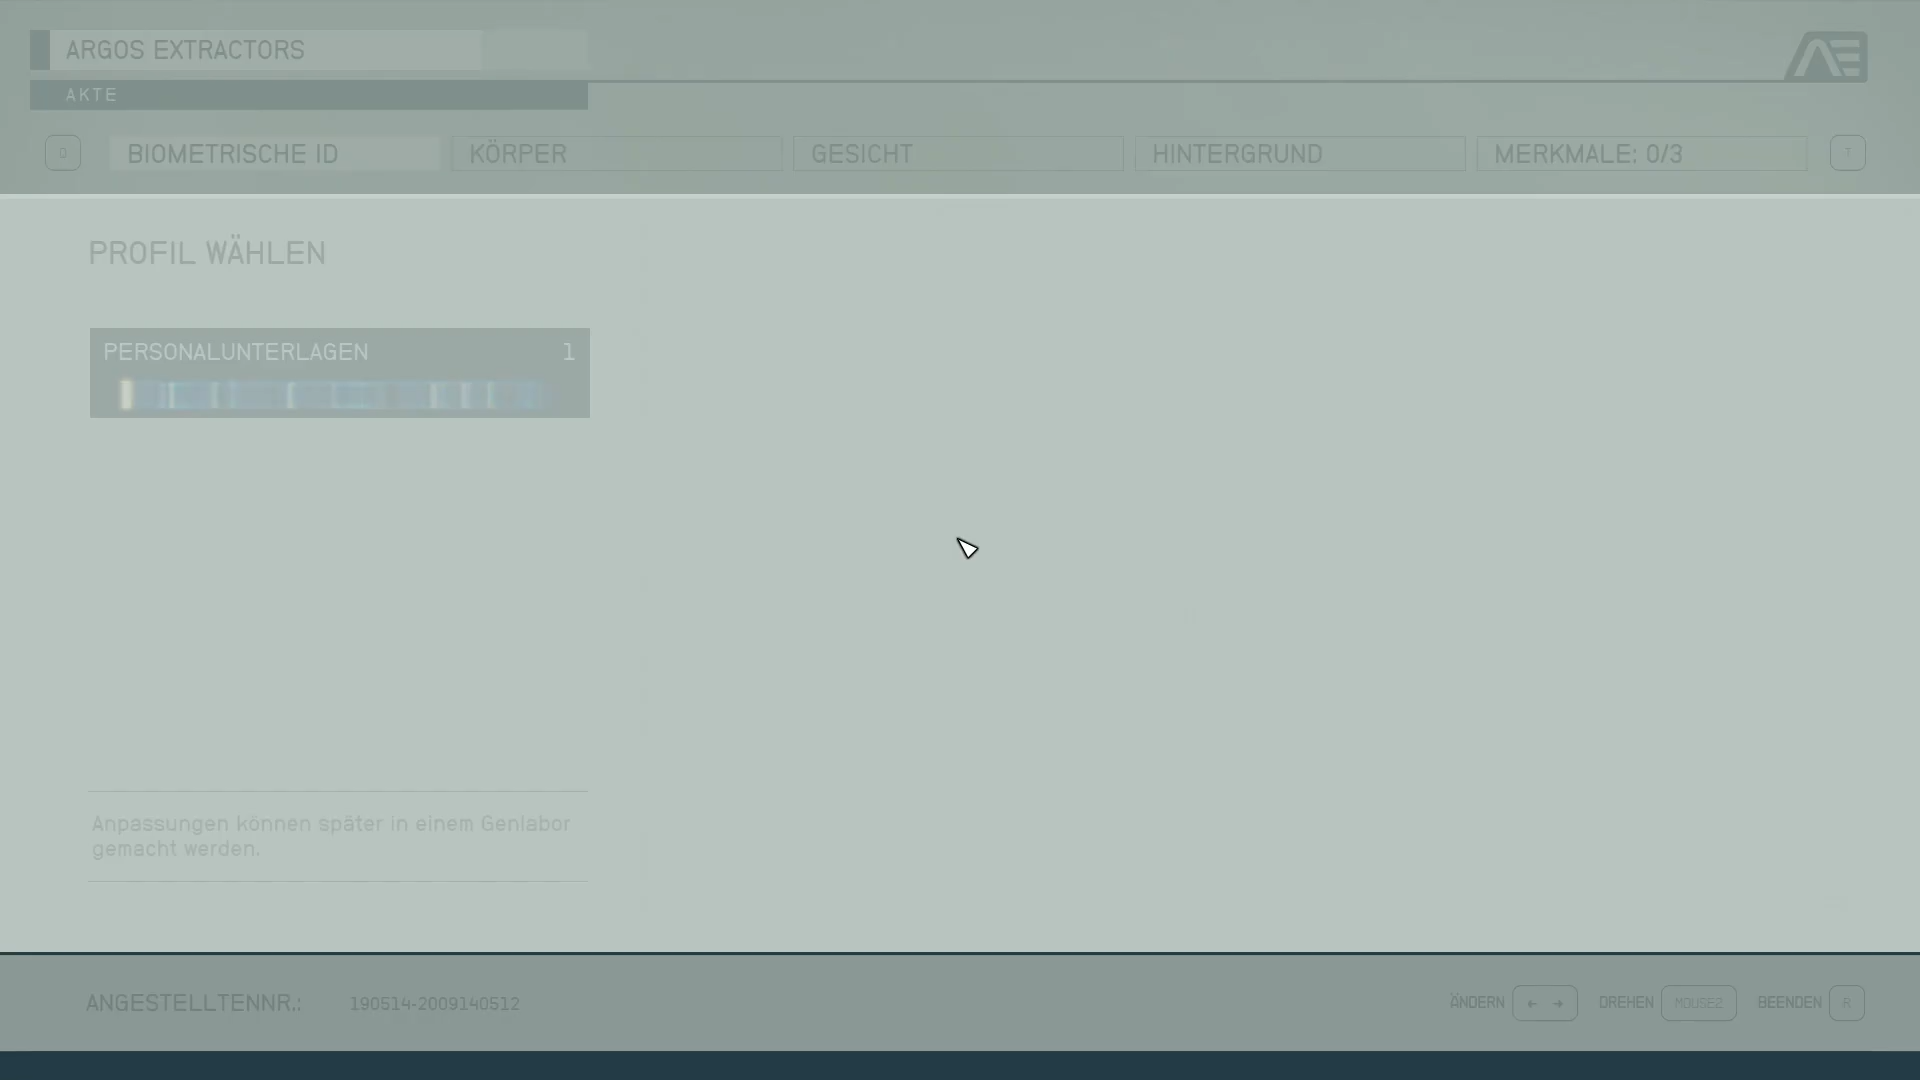 ARGOS EXTRACTORS
AKTE
Q
BIOMETRISCHE ID
KÖRPER
GESICHT
HINTERGRUND
MERKMALE: 0/3
T
PROFIL WÄHLEN
PERSONALUNTERLAGEN 1
Anpassungen können später in einem Genlabor
gemacht werden.
ANGESTELLTENNR.: 190514-2009140512
ÄNDERN
DREHEN MOUSE2
BEENDEN R